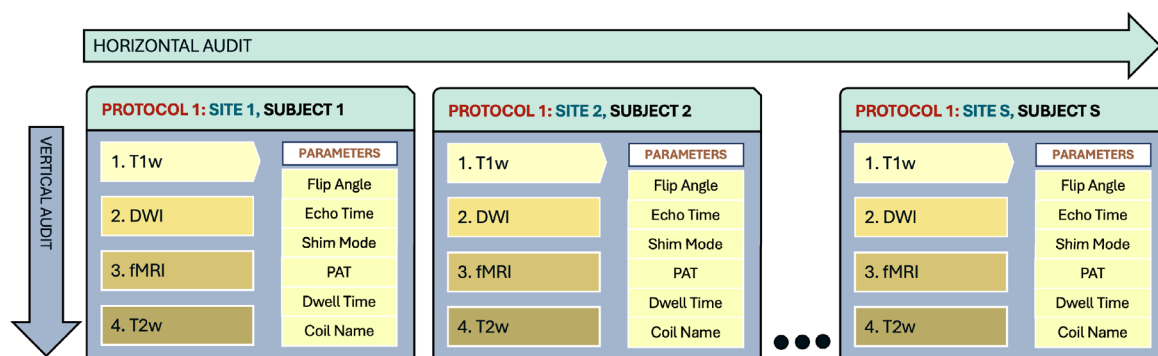 HORIZONTAL AUDIT
VERTICAL AUDIT
PROTOCOL 1: SITE 1, SUBJECT 1
1. T1w
2. DWI
3. fMRI
4. T2w
PARAMETERS
Flip Angle
Echo Time
Shim Mode
PAT
Dwell Time
Coil Name
PROTOCOL 1: SITE 2, SUBJECT 2
1. T1w
2. DWI
3. fMRI
4. T2w
PARAMETERS
Flip Angle
Echo Time
Shim Mode
PAT
Dwell Time
Coil Name
PROTOCOL 1: SITE S, SUBJECT S
1. T1w
2. DWI
3. fMRI
4. T2w
PARAMETERS
Flip Angle
Echo Time
Shim Mode
PAT
Dwell Time
Coil Name